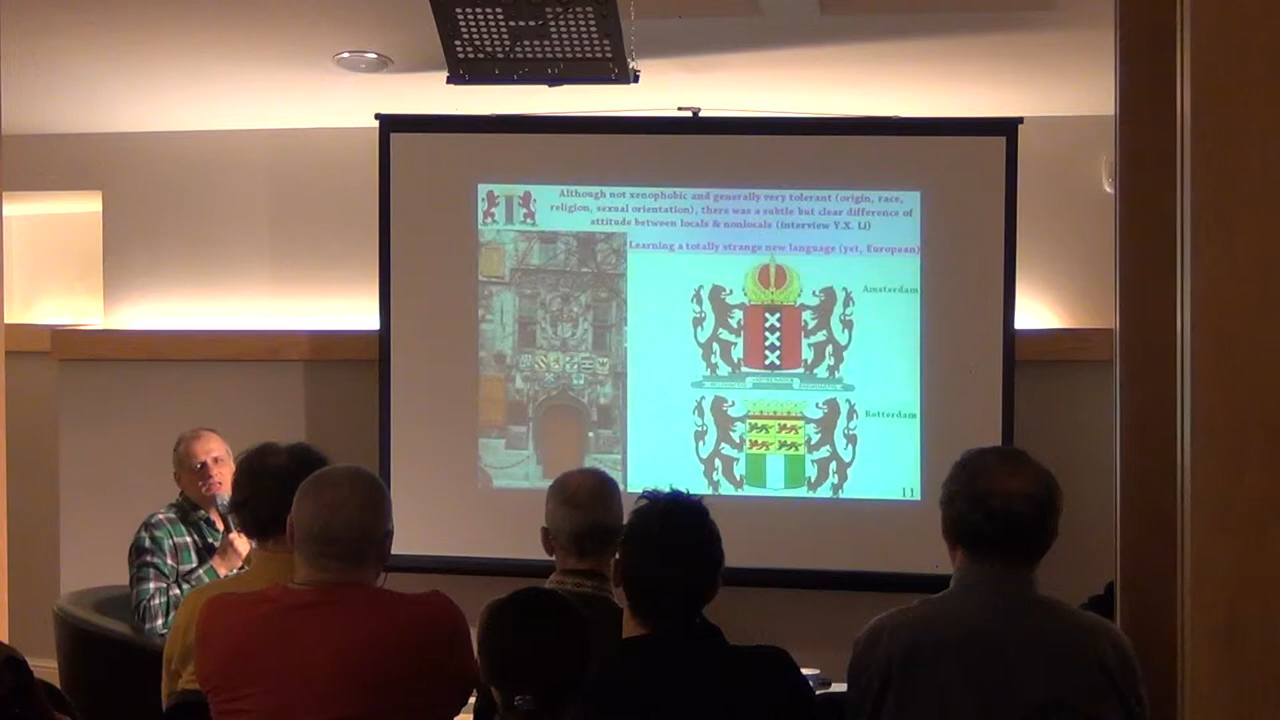 Although not xenophobic and generally very tolerant (origin, race,
religion, sexual orientation), there was a subtle but clear difference of
attitude between locals & nonlocals (interview Y.X. Li)
Learning a totally strange new language (yet, European)
Amsterdam
Rotterdam
11